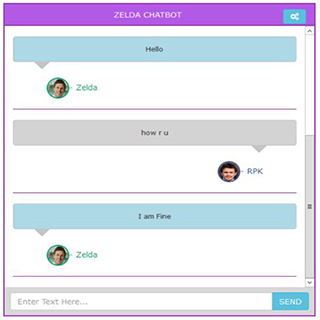 ZELDA CHATBOT
Hello
Zelda
how r u
RPK
I am Fine
Zelda
Enter Text Here...
SEND